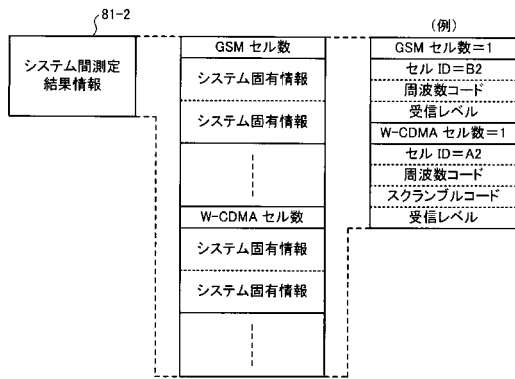 81-2
システム間測定
結果情報
GSM セル数
システム固有情報
システム固有情報
W-CDMA セル数
システム固有情報
システム固有情報
(例)
GSM セル数=1
セル ID=B2
周波数コード
受信レベル
W-CDMA セル数=1
セル ID=A2
周波数コード
スクランブルコード
受信レベル